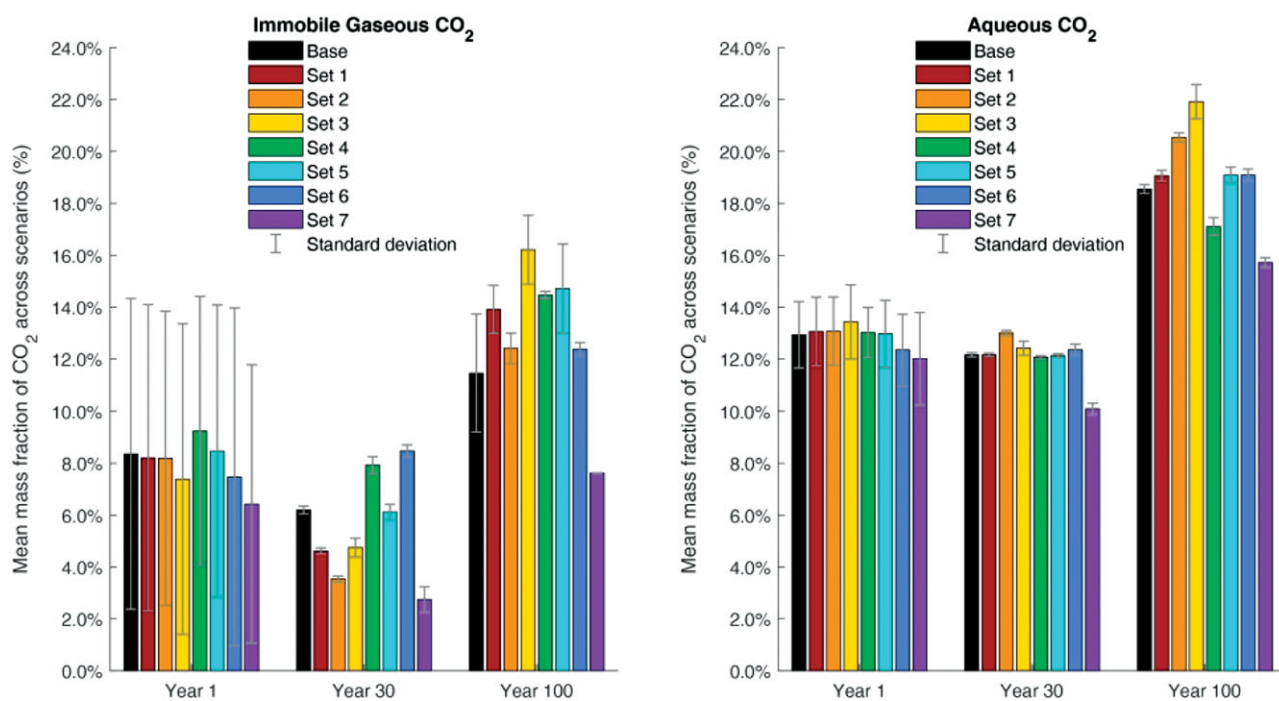 Immobile Gaseous CO2
Base
Set 1
Set 2
Set 3
Set 4
Set 5
Set 6
Set 7
Standard deviation
Mean mass fraction of CO2 across scenarios (%)
24.0%
22.0%
20.0%
18.0%
16.0%
14.0%
12.0%
10.0%
8.0%
6.0%
4.0%
2.0%
0.0%
Year 1
Year 30
Year 100
Aqueous CO2
Base
Set 1
Set 2
Set 3
Set 4
Set 5
Set 6
Set 7
Standard deviation
Mean mass fraction of CO2 across scenarios (%)
24.0%
22.0%
20.0%
18.0%
16.0%
14.0%
12.0%
10.0%
8.0%
6.0%
4.0%
2.0%
0.0%
Year 1
Year 30
Year 100